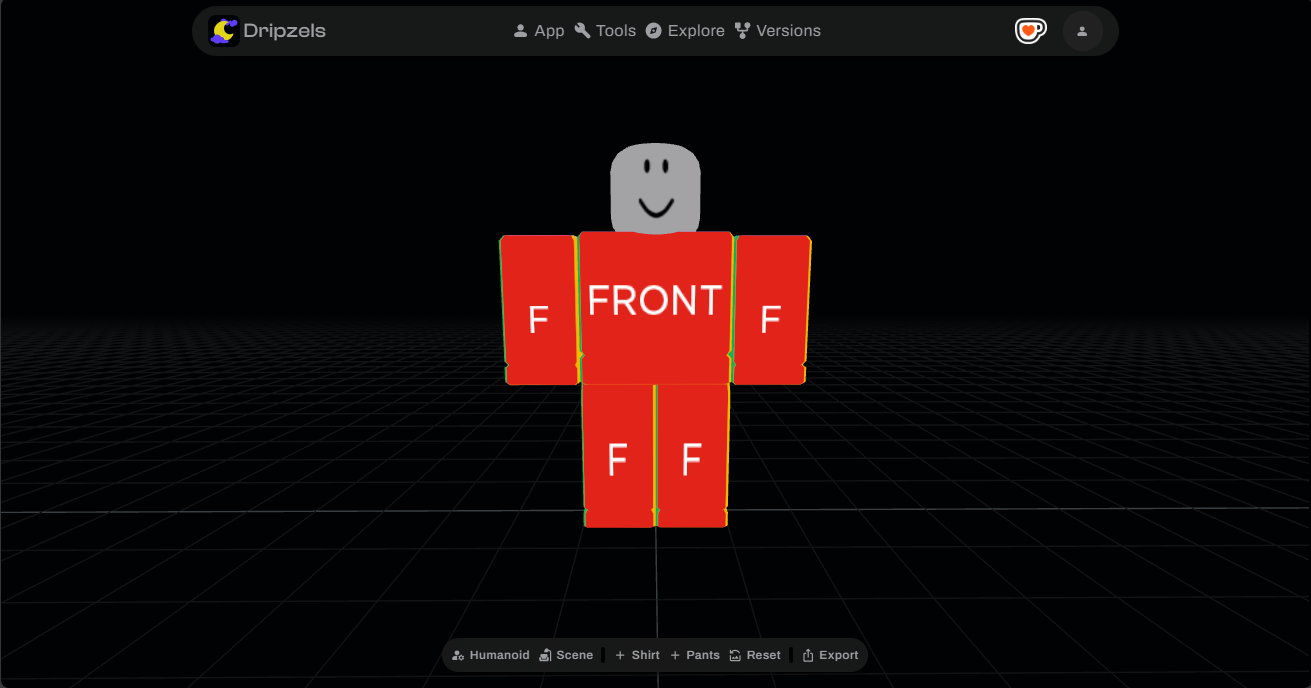 Dripzels App Tools Explore Versions
FRONT
F F
F F
Humanoid Scene + Shirt + Pants Reset Export